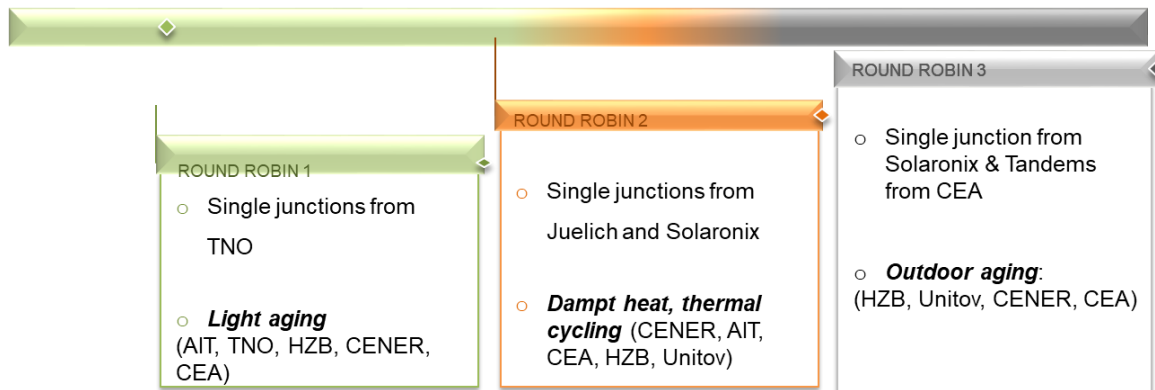 ROUND ROBIN 1
○ Single junctions from
TNO
○ Light aging
(AIT, TNO, HZB, CENER,
CEA)
ROUND ROBIN 2
○ Single junctions from
Juelich and Solaronix
○ Dampt heat, thermal
cycling (CENER, AIT,
CEA, HZB, Unitov)
ROUND ROBIN 3
○ Single junction from
Solaronix & Tandems
from CEA
○ Outdoor aging:
(HZB, Unitov, CENER, CEA)